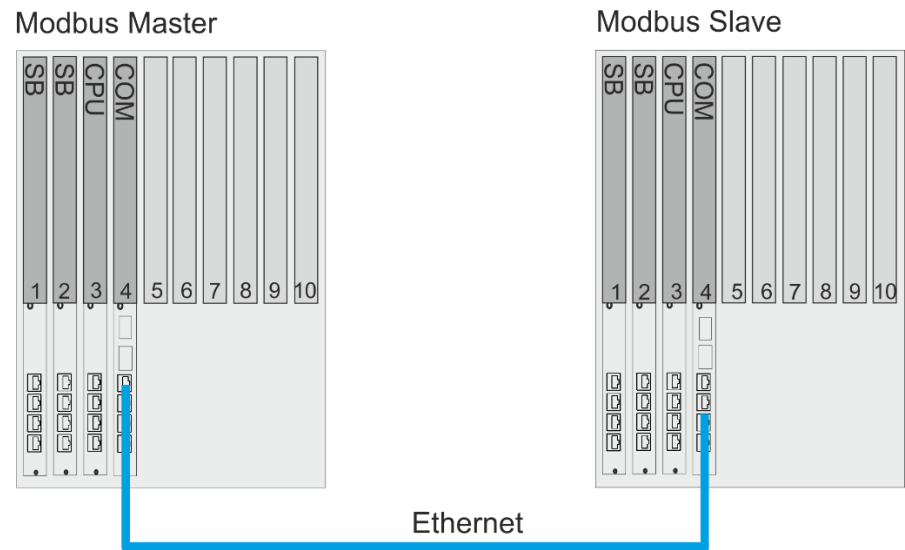 Modbus Master
Modbus Slave
SB SB CPU COM
SB SB CPU COM
1 2 3 4 5 6 7 8 9 10
1 2 3 4 5 6 7 8 9 10
Ethernet